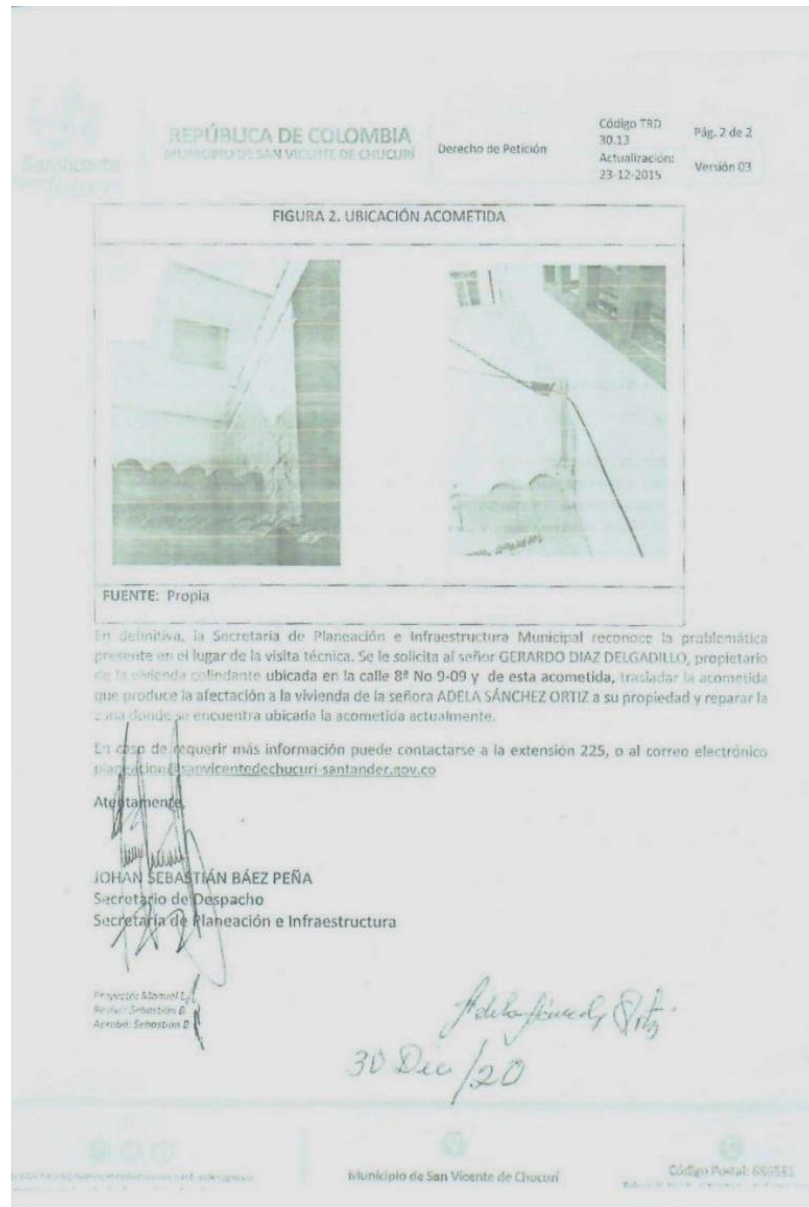 San Vicente
REPÚBLICA DE COLOMBIA
MUNICIPIO DE SAN VICENTE DE CHUCURÍ
Derecho de Petición
Código TRD
30.13
Actualización:
23-12-2015
Pág. 2 de 2
Versión 03
FIGURA 2. UBICACIÓN ACOMETIDA
FUENTE: Propia
En definitiva, la Secretaria de Planeación e Infraestructura Municipal reconoce la problemática
presente en el lugar de la visita técnica. Se le solicita al señor GERARDO DIAZ DELGADILLO, propietario
de la vivienda colindante ubicada en la calle 8ª No 9-09 y de esta acometida, trasladar la acometida
que produce la afectación a la vivienda de la señora ADELA SÁNCHEZ ORTIZ a su propiedad y reparar la
zona donde se encuentra ubicada la acometida actualmente.
En caso de requerir más información puede contactarse a la extensión 225, o al correo electrónico
planeacion@sanvicentedechucuri-santander.gov.co
Atentamente,
JOHAN SEBASTIÁN BÁEZ PEÑA
Secretario de Despacho
Secretaría de Planeación e Infraestructura
Proyectó: Manuel
Revisó: Sebastián B.
Aprobó: Sebastián B
Adela Sánchez Ortiz
30 Dic/20
Municipio de San Vicente de Chucurí
Código Postal: